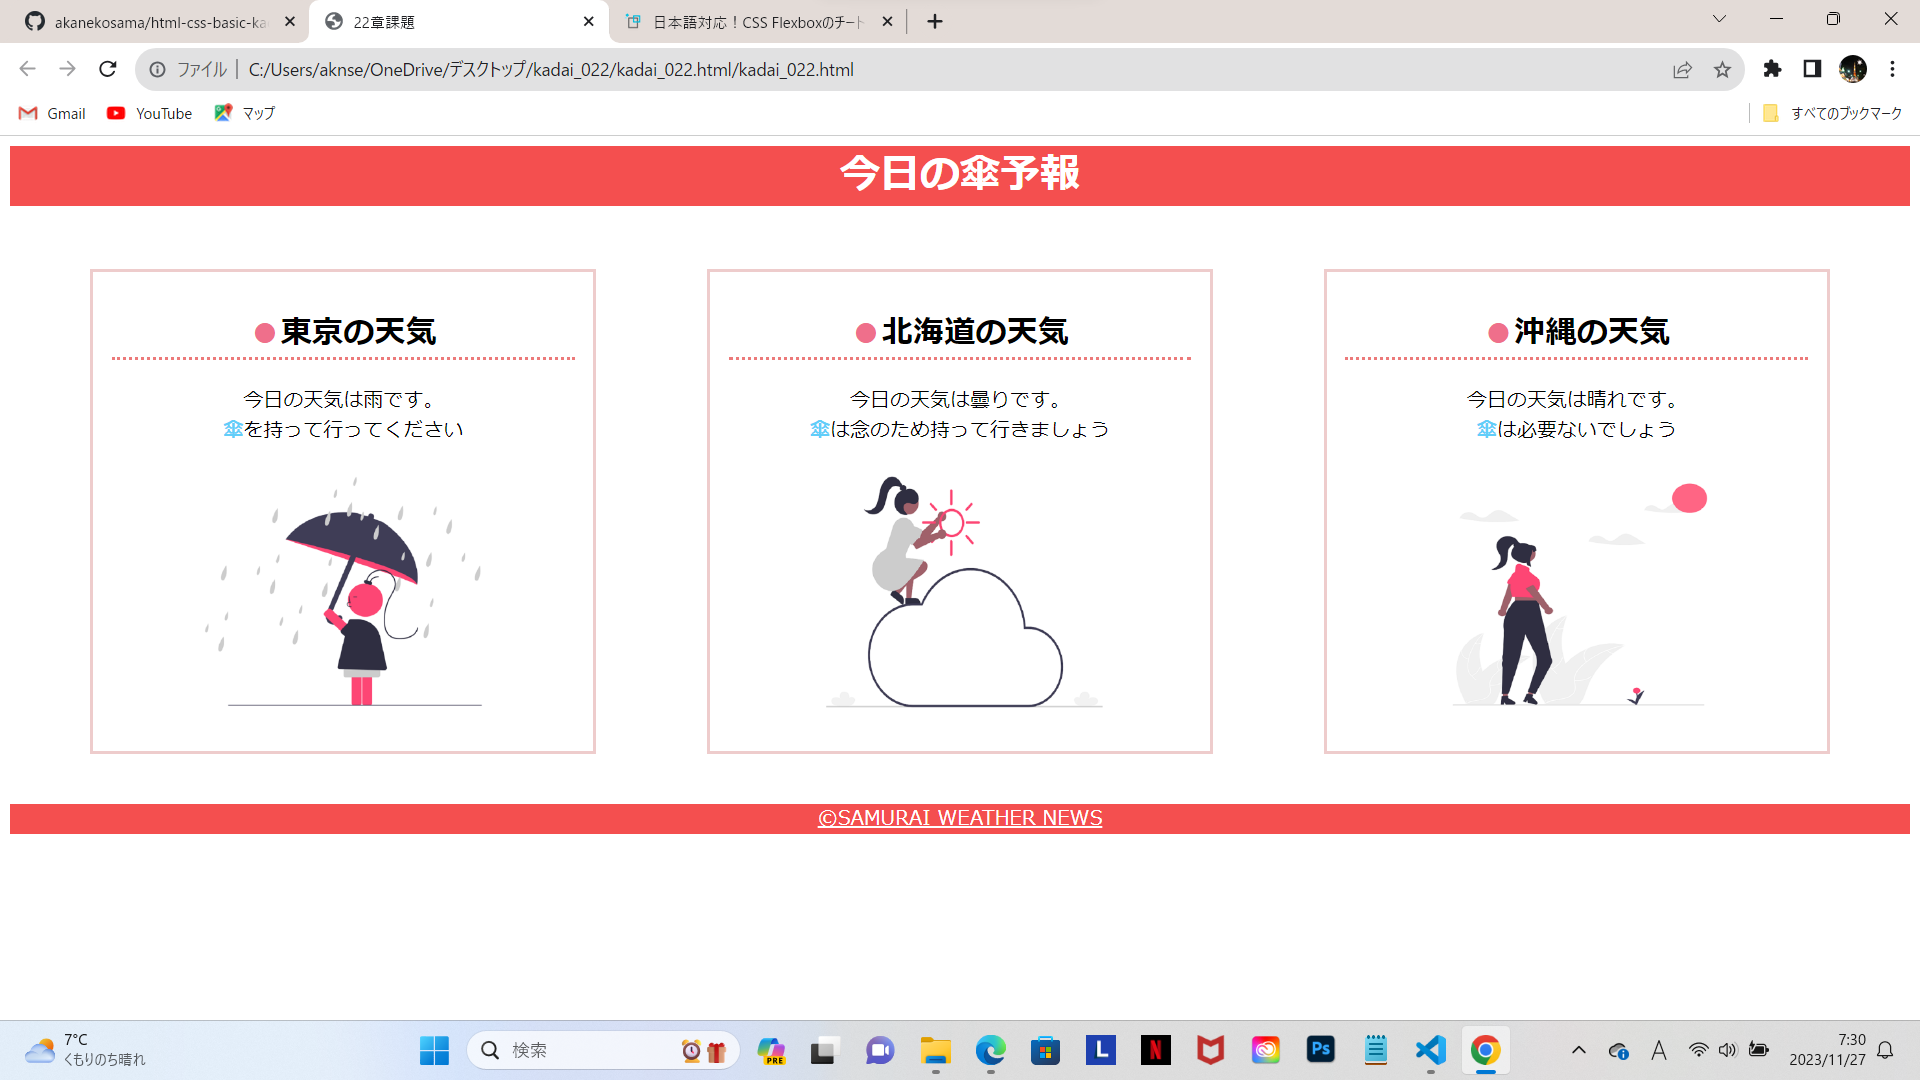 akanekosama/html-css-basic-ka
22章課題
日本語対応！CSS Flexboxのチート
ファイル
C:/Users/aknse/OneDrive/デスクトップ/kadai_022/kadai_022.html/kadai_022.html
Gmail
YouTube
マップ
すべてのブックマーク
今日の傘予報
東京の天気
今日の天気は雨です。
傘を持って行ってください
北海道の天気
今日の天気は曇りです。
傘は念のため持って行きましょう
沖縄の天気
今日の天気は晴れです。
傘は必要ないでしょう
©SAMURAI WEATHER NEWS
7°C
くもりのち晴れ
検索
PRE
L
N
Ps
A
7:30
2023/11/27